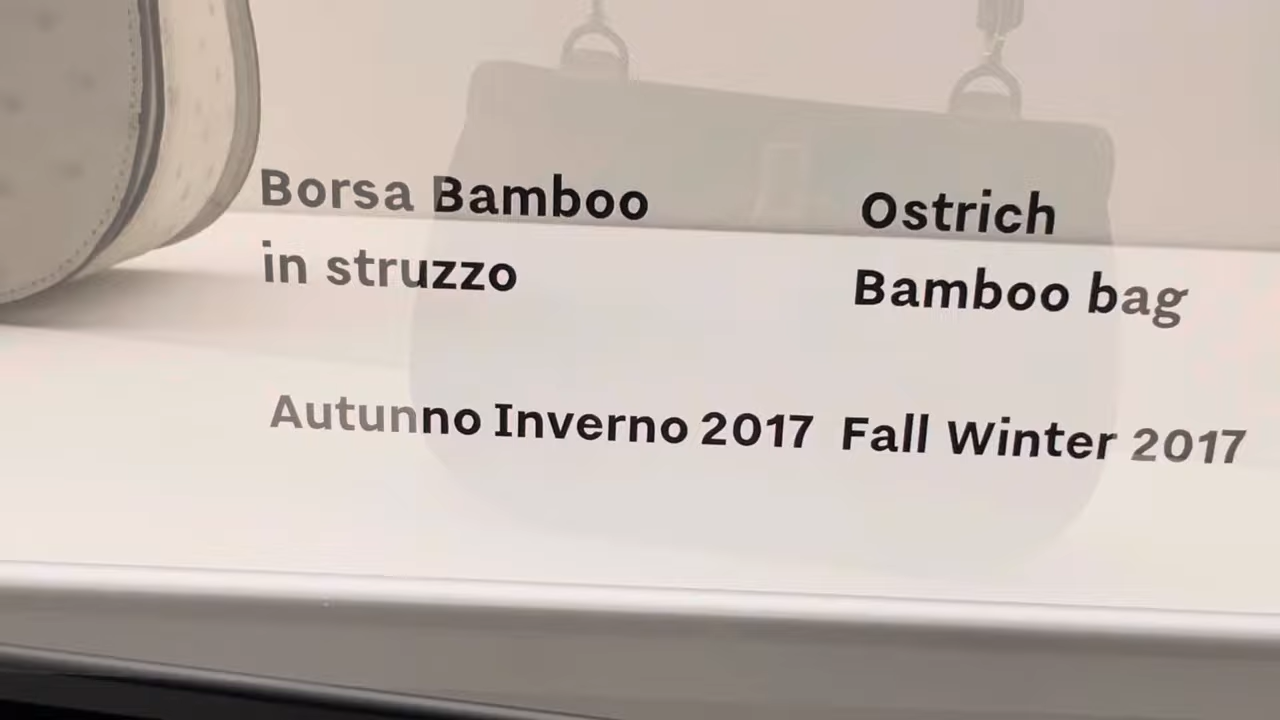 Borsa Bamboo
in struzzo
Autunno Inverno 2017
Ostrich
Bamboo bag
Fall Winter 2017